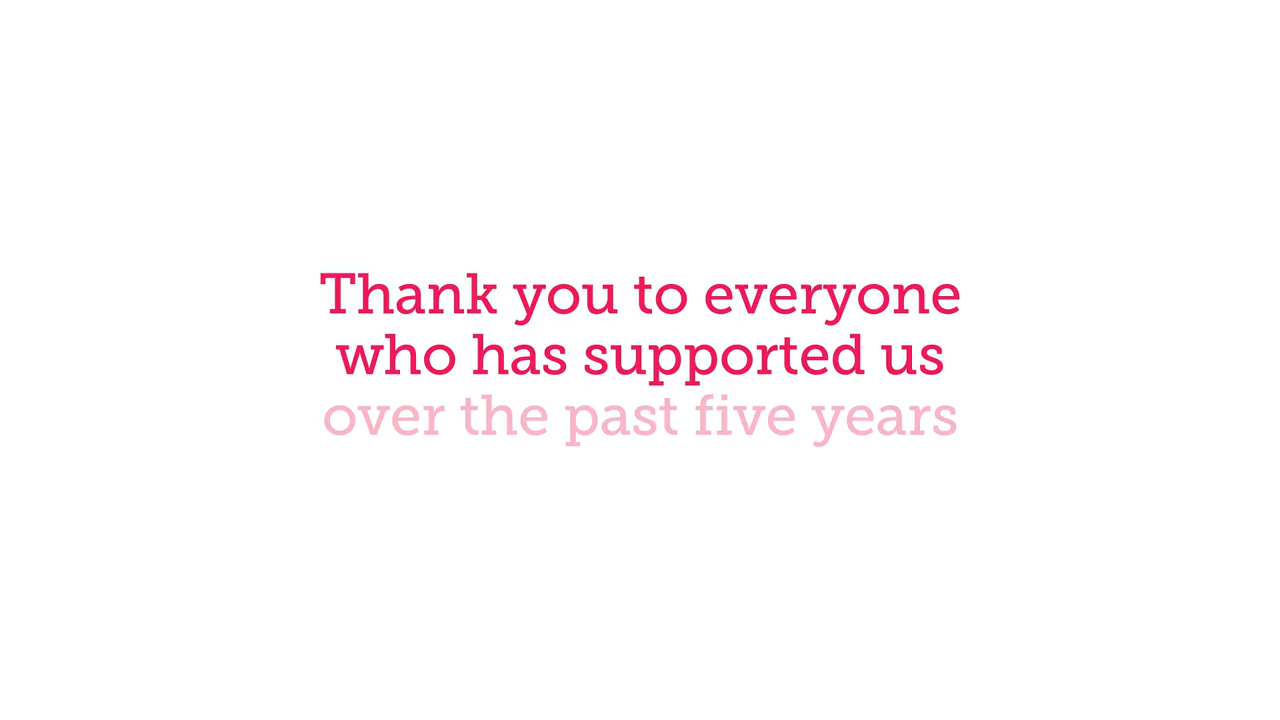 Thank you to everyone
who has supported us
over the past five years